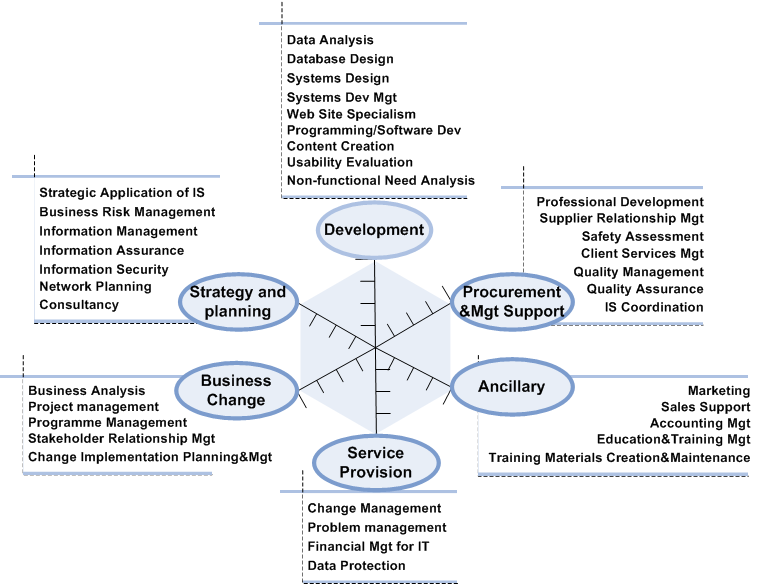 Data Analysis
Database Design
Systems Design
Systems Dev Mgt
Web Site Specialism
Programming/Software Dev
Content Creation
Usability Evaluation
Non-functional Need Analysis
Development
Strategic Application of IS
Business Risk Management
Information Management
Information Assurance
Information Security
Network Planning
Consultancy
Strategy and
planning
Professional Development
Supplier Relationship Mgt
Safety Assessment
Client Services Mgt
Quality Management
Quality Assurance
IS Coordination
Procurement
&Mgt Support
Business
Change
Business Analysis
Project management
Programme Management
Stakeholder Relationship Mgt
Change Implementation Planning&Mgt
Ancillary
Marketing
Sales Support
Accounting Mgt
Education&Training Mgt
Training Materials Creation&Maintenance
Service
Provision
Change Management
Problem management
Financial Mgt for IT
Data Protection